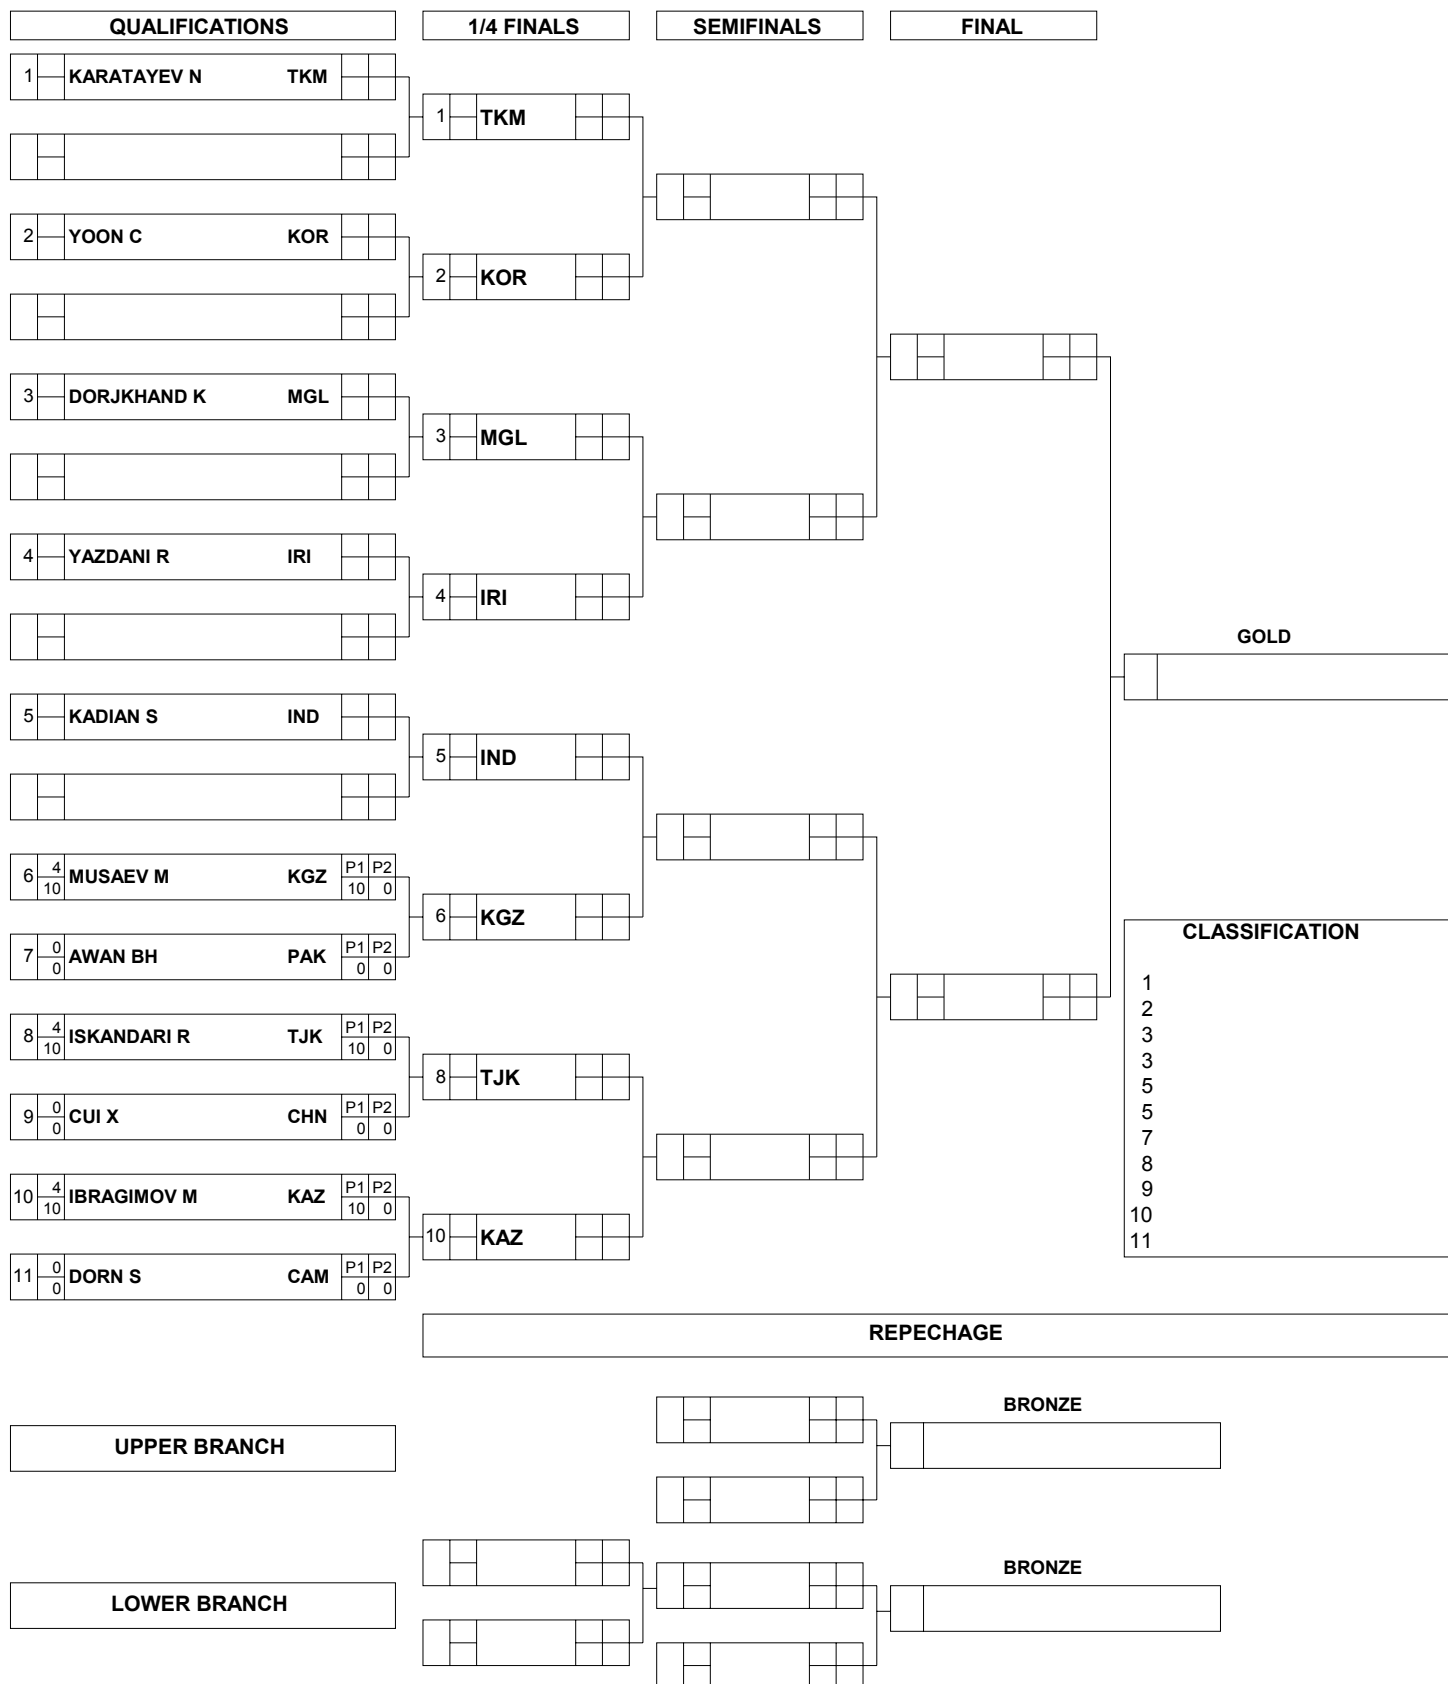 QUALIFICATIONS 1/4 FINALS SEMIFINALS FINAL
1 KARATAYEV N TKM
1 TKM
2 YOON C KOR
2 KOR
3 DORJKHAND K MGL
3 MGL
4 YAZDANI R IRI
4 IRI
GOLD
5 KADIAN S IND
5 IND
6 4 10 MUSAEV M KGZ P1 P2 10 0
6 KGZ
7 0 0 AWAN BH PAK P1 P2 0 0
8 4 10 ISKANDARI R TJK P1 P2 10 0
8 TJK
9 0 0 CUI X CHN P1 P2 0 0
10 4 10 IBRAGIMOV M KAZ P1 P2 10 0
10 KAZ
11 0 0 DORN S CAM P1 P2 0 0
CLASSIFICATION
1
2
3
3
5
5
7
8
9
10
11
REPECHAGE
UPPER BRANCH
BRONZE
LOWER BRANCH
BRONZE